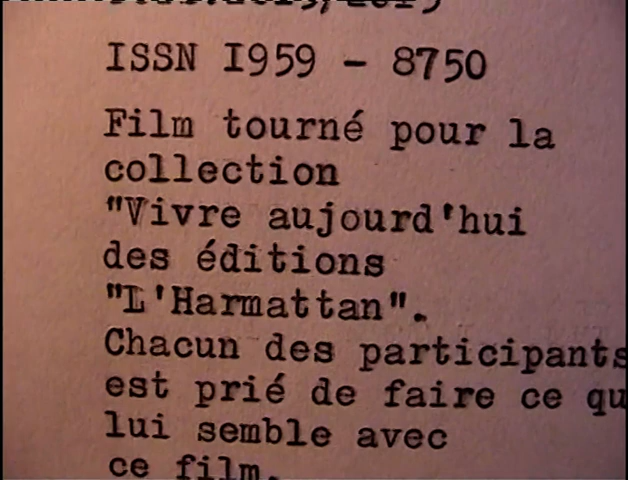 ISSN I959 - 8750
Film tourné pour la
collection
"Vivre aujourd'hui
des éditions
"L'Harmattan".
Chacun des participants
est prié de faire ce qu
lui semble avec
ce film.